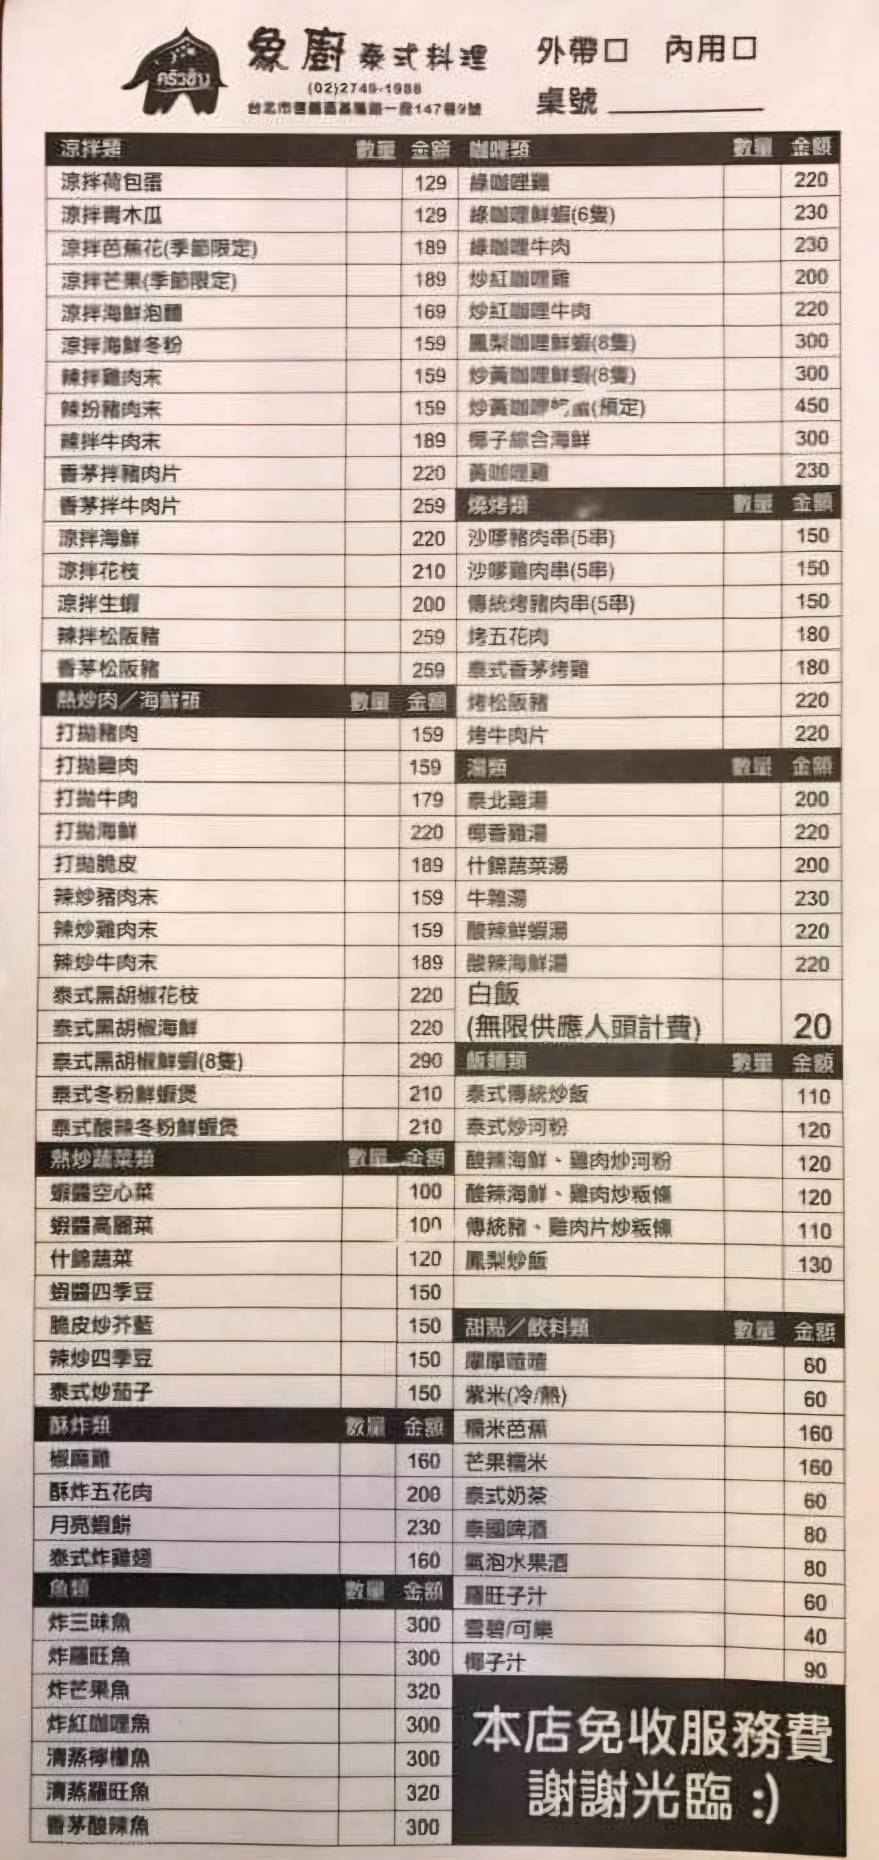 ครัวช้าง
象廚 泰式料理
外帶□ 內用□
桌號
涼拌類 數量 金額
涼拌荷包蛋 129
涼拌青木瓜 129
涼拌芭蕉花(季節限定) 189
涼拌芒果(季節限定) 189
涼拌海鮮泡麵 169
涼拌海鮮冬粉 159
辣拌雞肉末 159
辣扮豬肉末 159
辣拌牛肉末 189
香茅拌豬肉片 220
香茅拌牛肉片 259
涼拌海鮮 220
涼拌花枝 210
涼拌生蝦 200
辣拌松阪豬 259
香茅松阪豬 259
熱炒肉／海鮮類 數量 金額
打拋豬肉 159
打拋雞肉 159
打拋牛肉 179
打拋海鮮 220
打拋脆皮 189
辣炒豬肉末 159
辣炒雞肉末 159
辣炒牛肉末 189
泰式黑胡椒花枝 220
泰式黑胡椒海鮮 220
泰式黑胡椒鮮蝦(8隻) 290
泰式冬粉鮮蝦煲 210
泰式酸辣冬粉鮮蝦煲 210
熱炒蔬菜類 數量 金額
蝦醬空心菜 100
蝦醬高麗菜 100
什錦蔬菜 120
蝦醬四季豆 150
脆皮炒芥藍 150
辣炒四季豆 150
泰式炒茄子 150
酥炸類 數量 金額
椒麻雞 160
酥炸五花肉 200
月亮蝦餅 230
泰式炸雞翅 160
魚類 數量 金額
炸三味魚 300
炸羅旺魚 300
炸芒果魚 320
炸紅咖哩魚 300
清蒸檸檬魚 300
清蒸羅旺魚 320
香茅酸辣魚 300
咖哩類 數量 金額
綠咖哩雞 220
綠咖哩鮮蝦(6隻) 230
綠咖哩牛肉 230
炒紅咖哩雞 200
炒紅咖哩牛肉 220
鳳梨咖哩鮮蝦(8隻) 300
炒黃咖哩鮮蝦(8隻) 300
炒黃咖哩(預定) 450
椰子綜合海鮮 300
黃咖哩雞 230
燒烤類 數量 金額
沙嗲豬肉串(5串) 150
沙嗲雞肉串(5串) 150
傳統烤豬肉串(5串) 150
烤五花肉 180
泰式香茅烤雞 180
烤松阪豬 220
烤牛肉片 220
湯類 數量 金額
泰北雞湯 200
椰香雞湯 220
什錦蔬菜湯 200
牛雜湯 230
酸辣鮮蝦湯 220
酸辣海鮮湯 220
白飯
(無限供應人頭計費) 20
飯麵類 數量 金額
泰式傳統炒飯 110
泰式炒河粉 120
酸辣海鮮、雞肉炒河粉 120
酸辣海鮮、雞肉炒粄條 120
傳統豬、雞肉片炒粄條 110
鳳梨炒飯 130
甜點／飲料類 數量 金額
摩摩喳喳 60
紫米(冷/熱) 60
糯米芭蕉 160
芒果糯米 160
泰式奶茶 60
泰國啤酒 80
氣泡水果酒 80
羅旺子汁 60
雪碧/可樂 40
椰子汁 90
本店免收服務費
謝謝光臨 :)